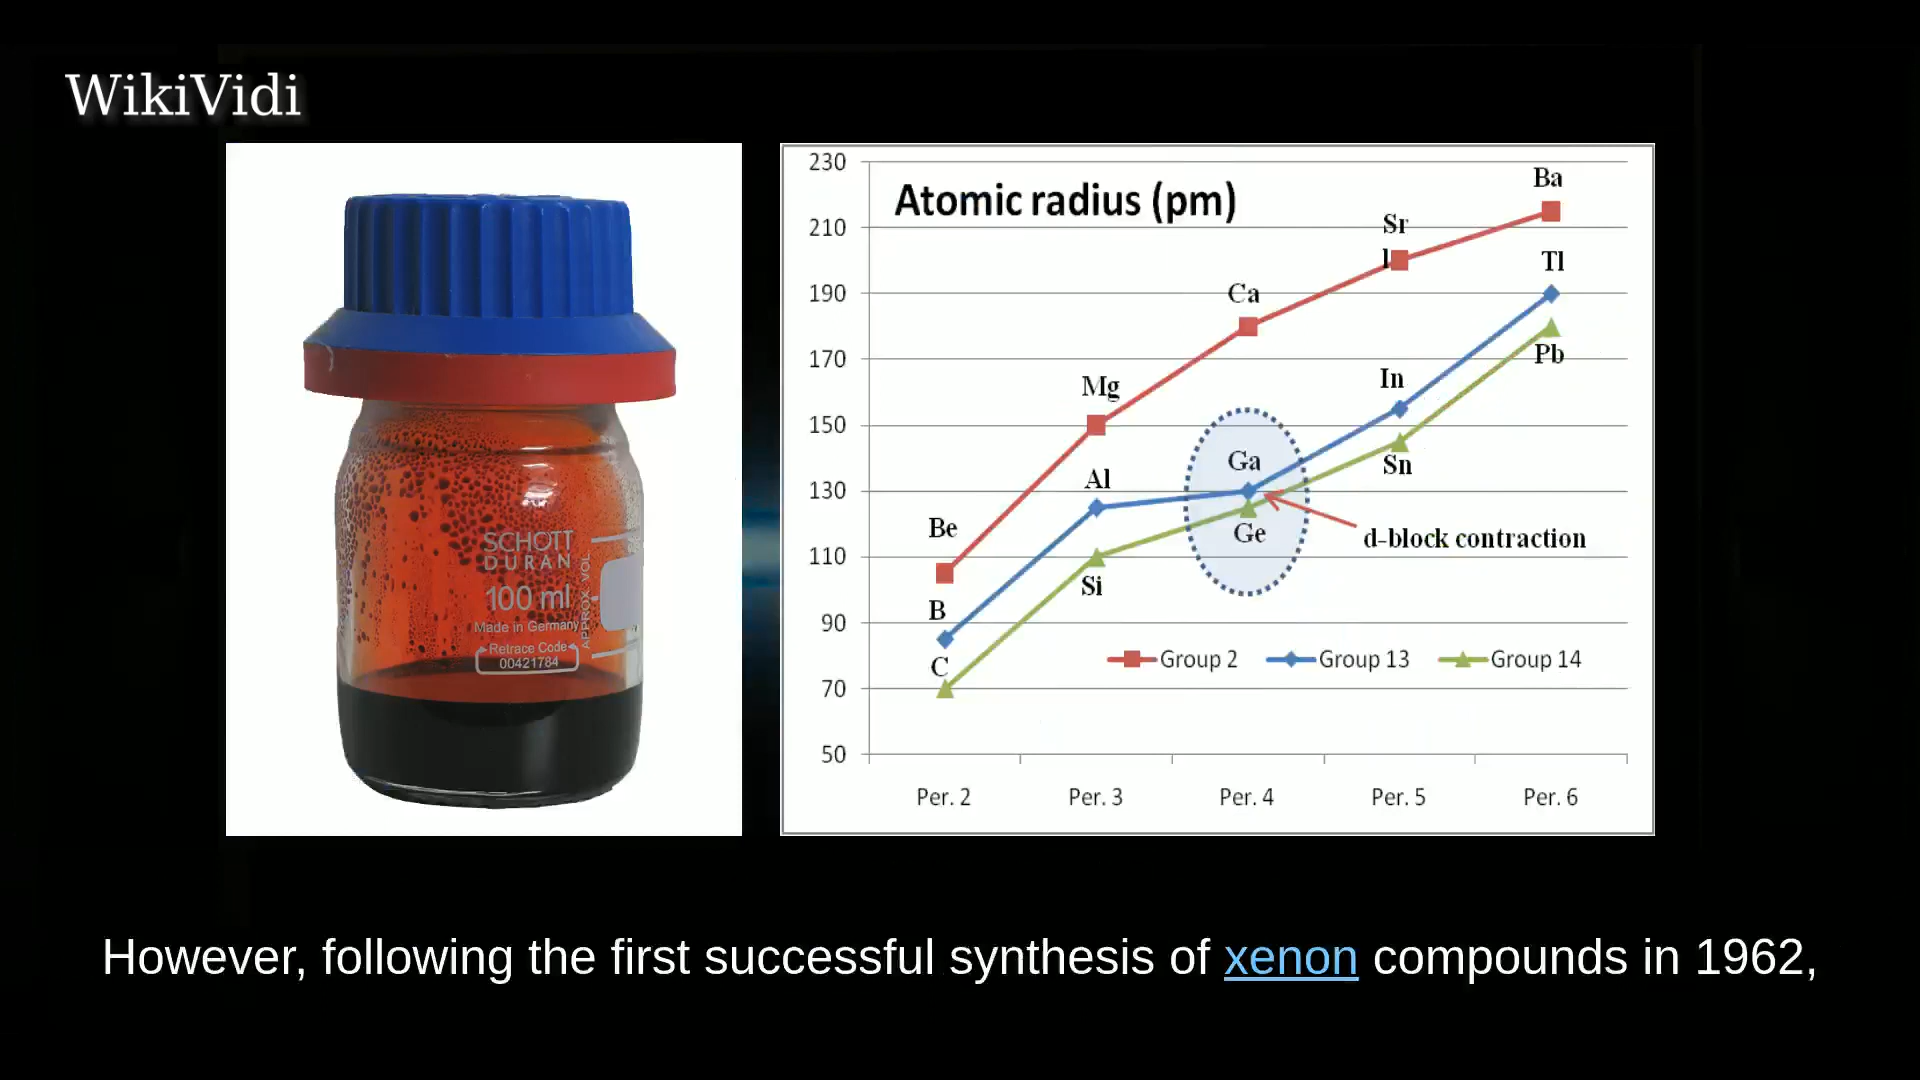 WikiVidi
SCHOTT
DURAN
100 ml
Made in Germany
APPROX VOL
Retrace Code
00421784
Atomic radius (pm)
230
210
190
170
150
130
110
90
70
50
Ba
Sr
Tl
Ca
Pb
Mg
In
Ga
Sn
Al
Ge
Be
d-block contraction
Si
B
C
Group 2 Group 13 Group 14
Per. 2 Per. 3 Per. 4 Per. 5 Per. 6
However, following the first successful synthesis of xenon compounds in 1962,